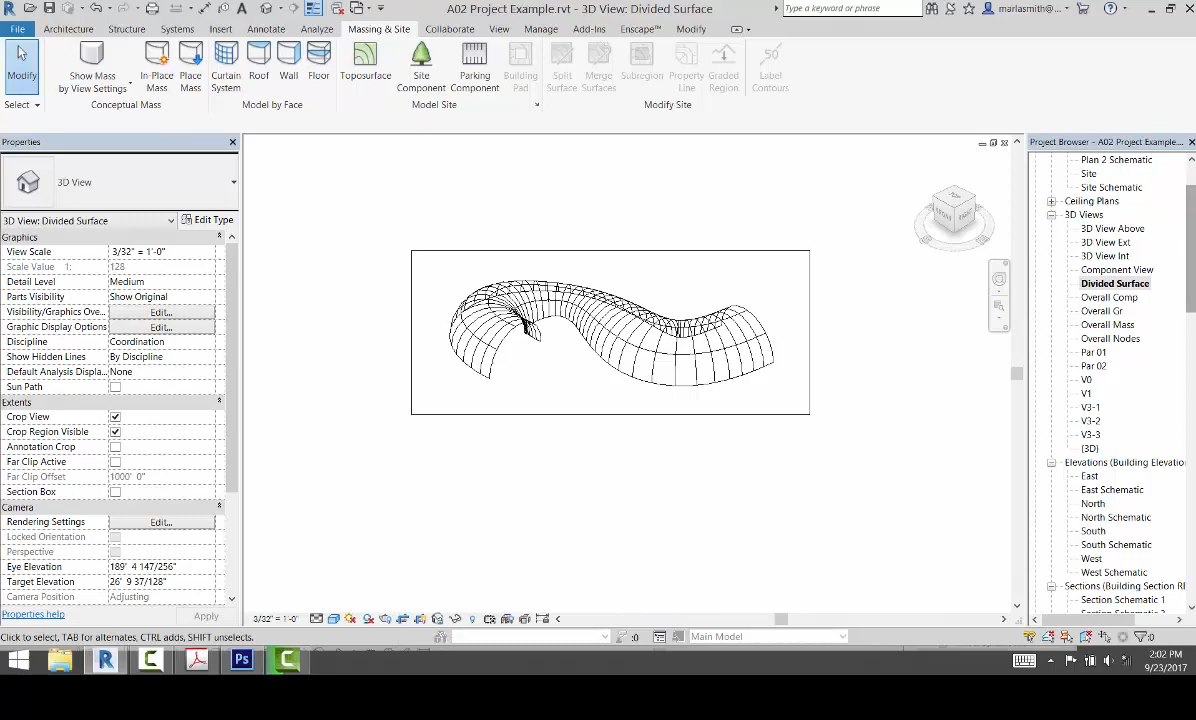 A02 Project Example.rvt - 3D View: Divided Surface
Type a keyword or phrase
marlasmith@...
File Architecture Structure Systems Insert Annotate Analyze Massing & Site Collaborate View Manage Add-Ins Enscape™ Modify
Modify
Show Mass
by View Settings
In-Place
Mass
Place
Mass
Curtain
System
Roof
Wall
Floor
Toposurface
Site
Component
Parking
Component
Building
Pad
Split
Surface
Merge
Surfaces
Subregion
Property
Line
Graded
Region
50
Label
Contours
Select
Conceptual Mass
Model by Face
Model Site
Modify Site
Properties
3D View
3D View: Divided Surface Edit Type
Graphics
View Scale 3/32" = 1'-0"
Scale Value 1: 128
Detail Level Medium
Parts Visibility Show Original
Visibility/Graphics Ove... Edit...
Graphic Display Options Edit...
Discipline Coordination
Show Hidden Lines By Discipline
Default Analysis Displa... None
Sun Path
Extents
Crop View
Crop Region Visible
Annotation Crop
Far Clip Active
Far Clip Offset 1000' 0"
Section Box
Camera
Rendering Settings Edit...
Locked Orientation
Perspective
Eye Elevation 189' 4 147/256"
Target Elevation 26' 9 37/128"
Camera Position Adjusting
Properties help Apply
Project Browser - A02 Project Example...
Plan 2 Schematic
Site
Site Schematic
Ceiling Plans
3D Views
3D View Above
3D View Ext
3D View Int
Component View
Divided Surface
Overall Comp
Overall Gr
Overall Mass
Overall Nodes
Par 01
Par 02
V0
V1
V3-1
V3-2
V3-3
{3D}
Elevations (Building Elevatio
East
East Schematic
North
North Schematic
South
South Schematic
West
West Schematic
Sections (Building Section RI
Section Schematic 1
3/32" = 1'-0"
Click to select, TAB for alternates, CTRL adds, SHIFT unselects.
:0
Main Model
:0
Ps
2:02 PM
9/23/2017